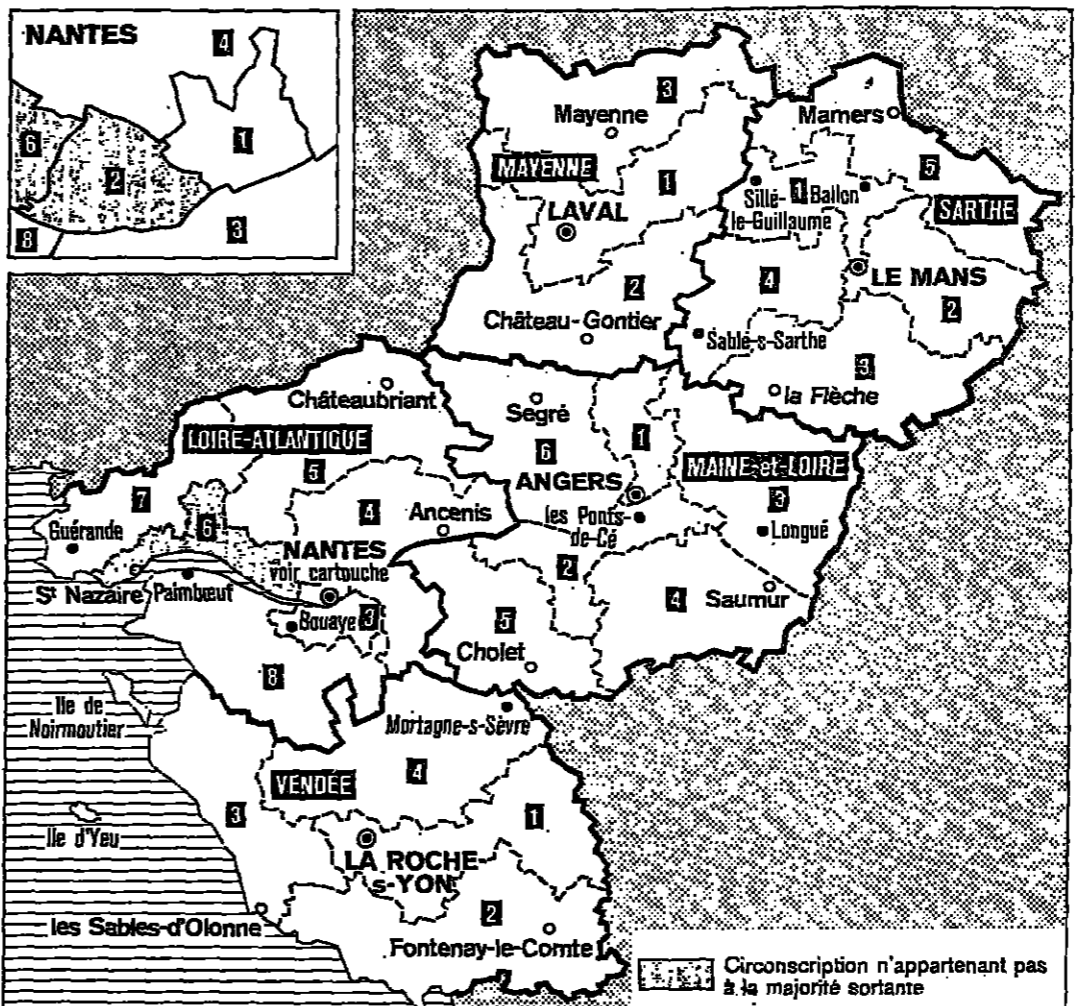 NANTES
4
6
1
2
8
3
3
Mayenne
Mamers
MAYENNE
1
5
Sillé-
le-Guillaume
1
Ballon
SARTHE
LAVAL
4
LE MANS
2
2
Château-Gontier
Sablé-s-Sarthe
3
la Flèche
Châteaubriant
Segré
1
LOIRE-ATLANTIQUE
6
MAINE-et-LOIRE
5
ANGERS
3
7
4
Ancenis
les Ponts-
de-Cé
Longué
Guérande
6
NANTES
voir cartouche
2
St Nazaire
Paimbœuf
4
Saumur
Bouaye
3
5
Cholet
8
Ile de
Noirmoutier
Mortagne-s-Sèvre
VENDÉE
4
3
1
Ile d'Yeu
LA ROCHE-
s-YON
2
les Sables-d'Olonne
Fontenay-le-Comte
Circonscription n'appartenant pas
à la majorité sortante